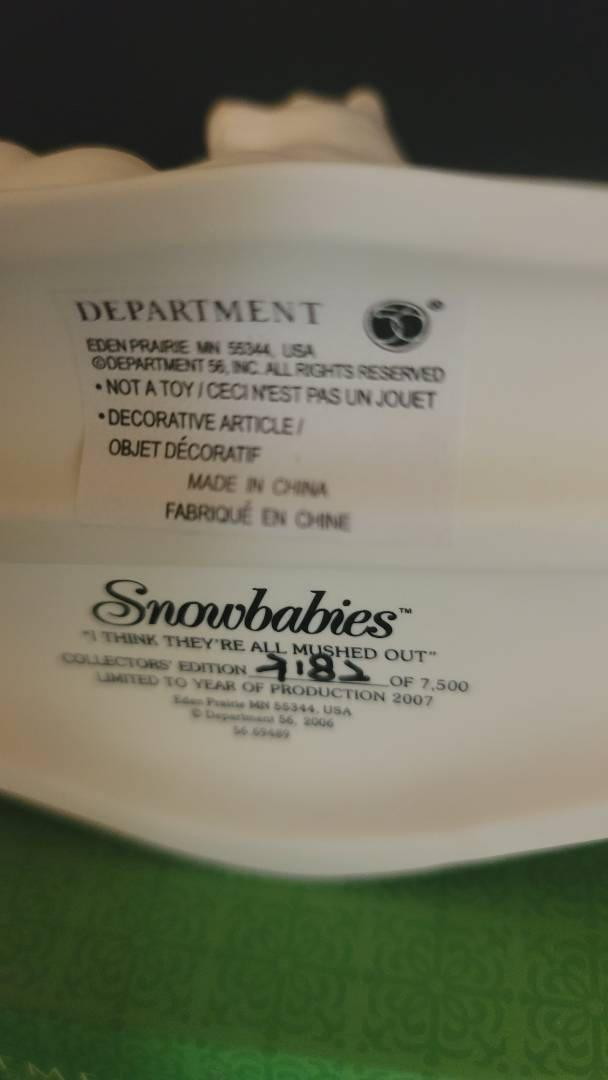 DEPARTMENT
EDEN PRAIRIE MN 55344, USA
©DEPARTMENT 56, INC. ALL RIGHTS RESERVED
• NOT A TOY / CECI N'EST PAS UN JOUET
• DECORATIVE ARTICLE /
OBJET DÉCORATIF
MADE IN CHINA
FABRIQUÉ EN CHINE
Snowbabies™
"I THINK THEY'RE ALL MUSHED OUT"
COLLECTORS' EDITION OF 7,500
LIMITED TO YEAR OF PRODUCTION 2007
Eden Prairie MN 55344, USA
© Department 56, 2006
56.69489